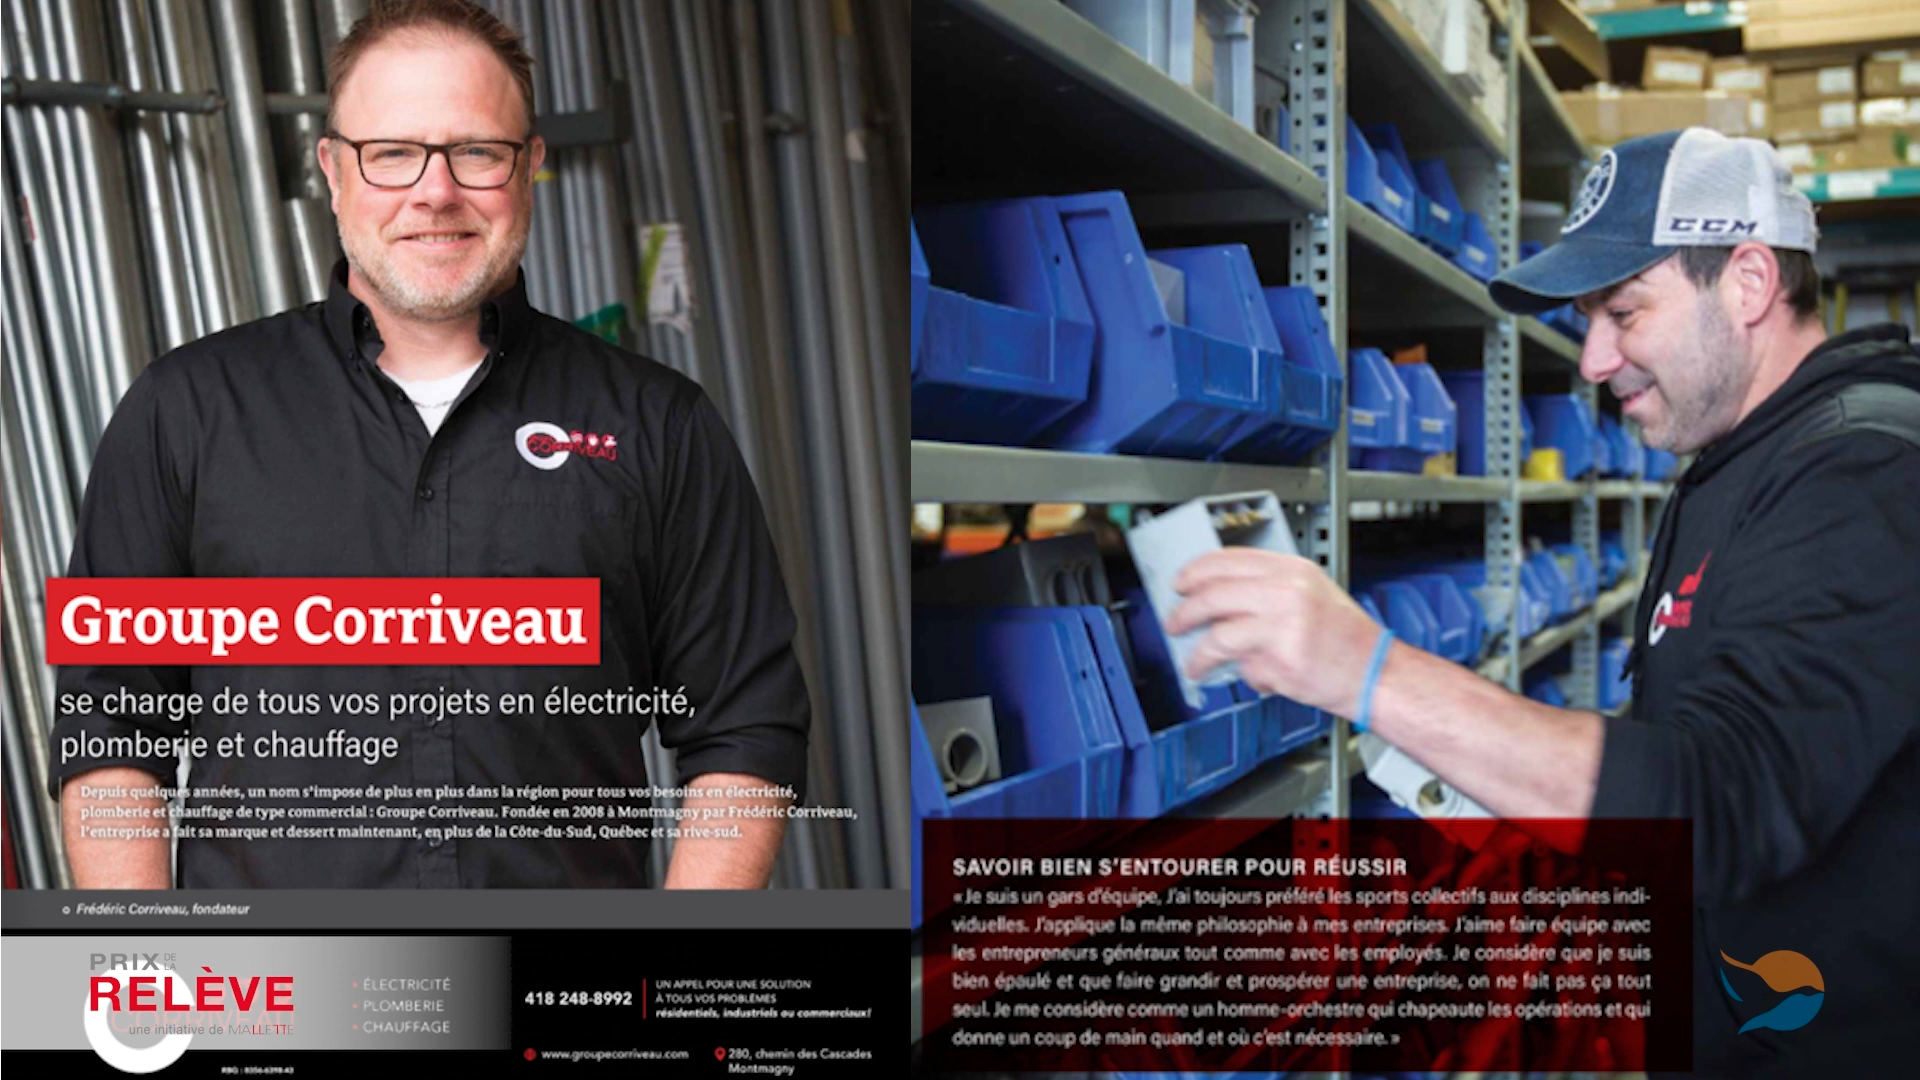 CORRIVEAU
Groupe Corriveau
se charge de tous vos projets en électricité,
plomberie et chauffage
Depuis quelques années, un nom s'impose de plus en plus dans la région pour tous vos besoins en électricité,
plomberie et chauffage de type commercial : Groupe Corriveau. Fondée en 2008 à Montmagny par Frédéric Corriveau,
l'entreprise a fait sa marque et dessert maintenant, en plus de la Côte-du-Sud, Québec et sa rive-sud.
Frédéric Corriveau, fondateur
PRIX DE LA
RELÈVE
une initiative de MALLETTE
• ÉLECTRICITÉ
• PLOMBERIE
• CHAUFFAGE
418 248-8992
UN APPEL POUR UNE SOLUTION
À TOUS VOS PROBLÈMES
résidentiels, industriels ou commerciaux!
www.groupecorriveau.com
280, chemin des Cascades
Montmagny
RBQ : 8356-6398-43
CCM
SAVOIR BIEN S'ENTOURER POUR RÉUSSIR
« Je suis un gars d'équipe, J'ai toujours préféré les sports collectifs aux disciplines indi-
viduelles. J'applique la même philosophie à mes entreprises. J'aime faire équipe avec
les entrepreneurs généraux tout comme avec les employés. Je considère que je suis
bien épaulé et que faire grandir et prospérer une entreprise, on ne fait pas ça tout
seul. Je me considère comme un homme-orchestre qui chapeaute les opérations et qui
donne un coup de main quand et où c'est nécessaire. »